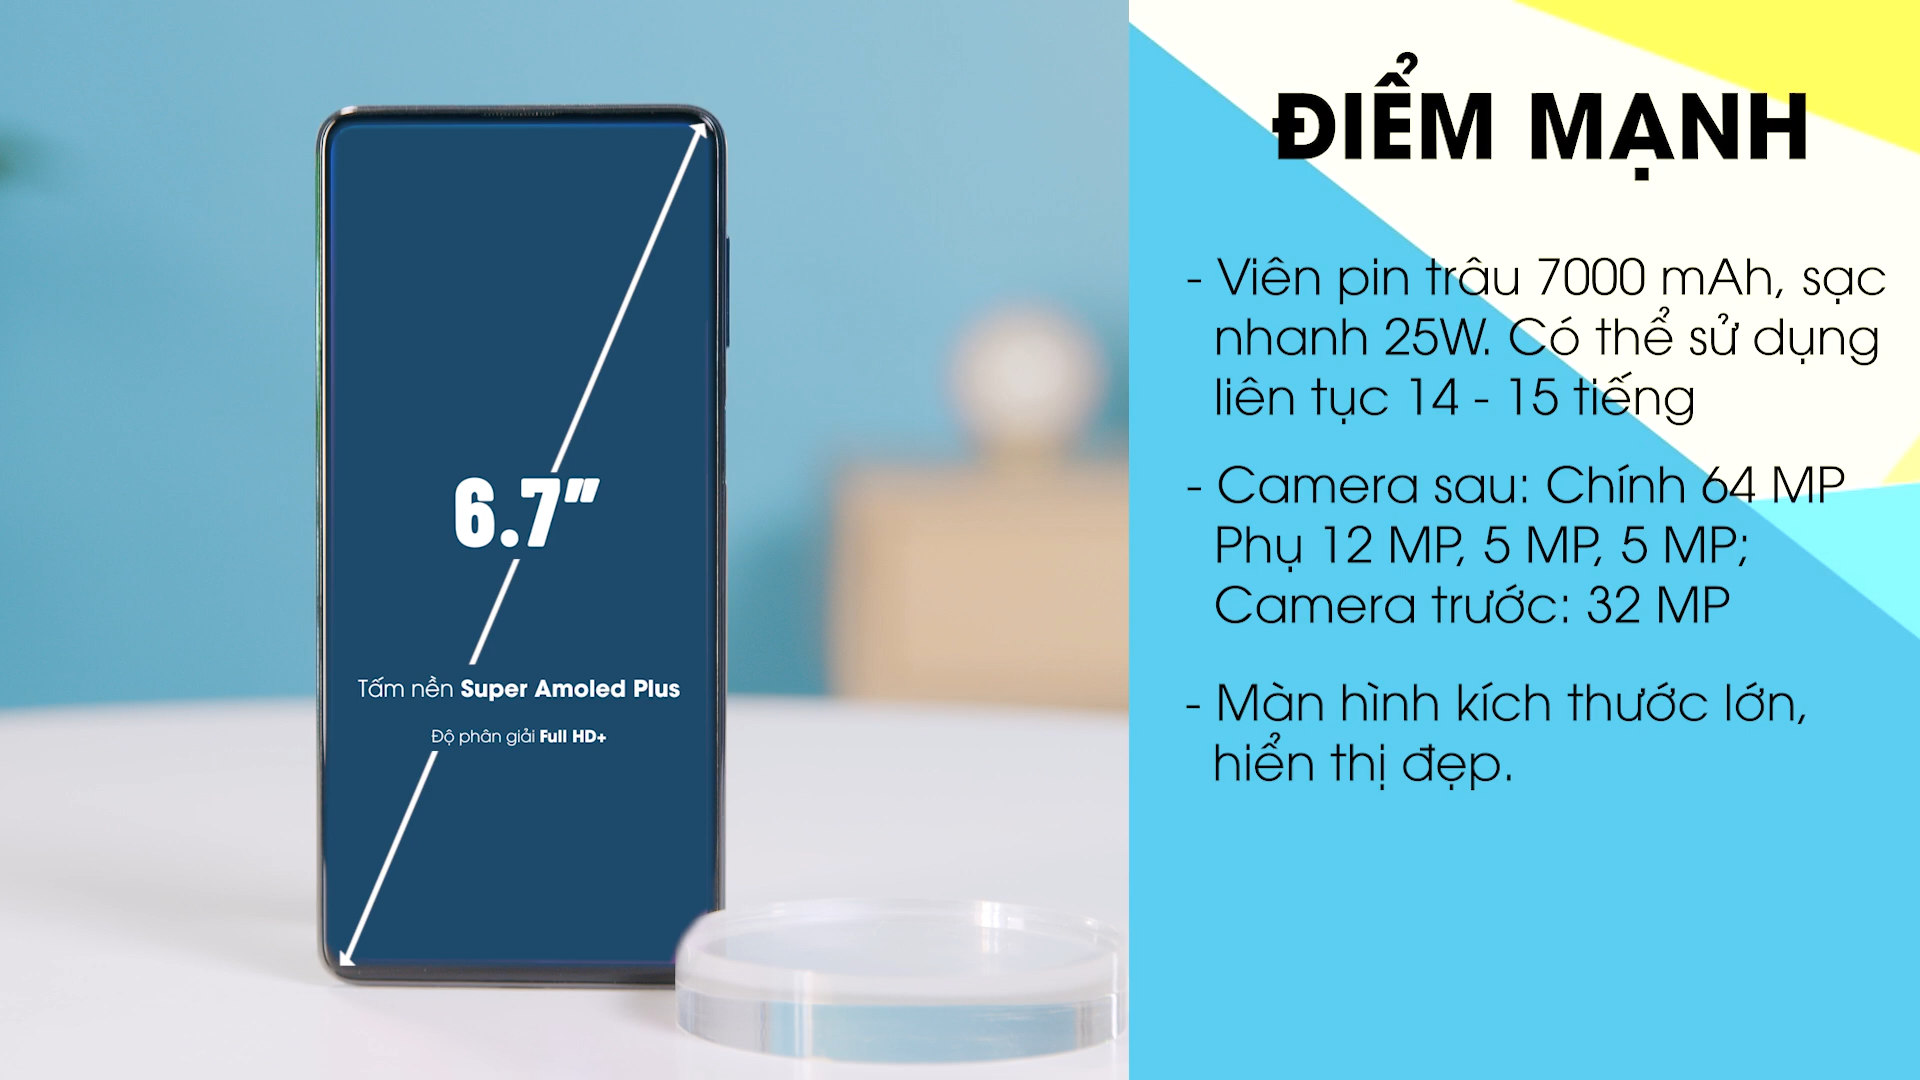 6.7"
Tấm nền Super Amoled Plus
Độ phân giải Full HD+
ĐIỂM MẠNH
- Viên pin trâu 7000 mAh, sạc
nhanh 25W. Có thể sử dụng
liên tục 14 - 15 tiếng
- Camera sau: Chính 64 MP
Phụ 12 MP, 5 MP, 5 MP;
Camera trước: 32 MP
- Màn hình kích thước lớn,
hiển thị đẹp.